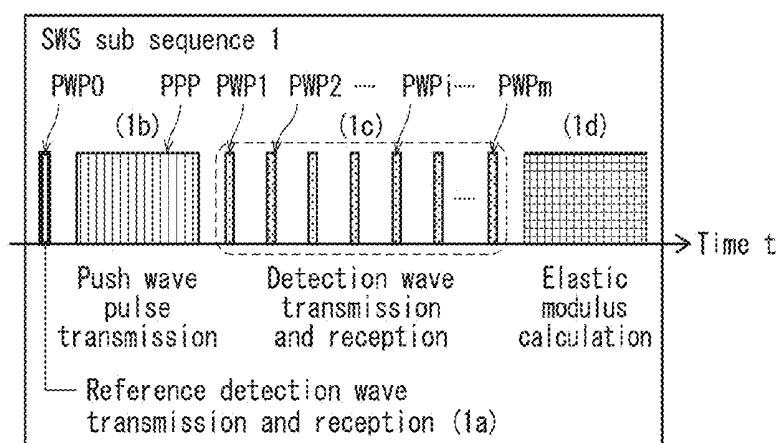 SWS sub sequence 1
PWP0 PPP PWP1 PWP2 ···· PWPi···· PWPm
(1b) (1c) (1d)
····
Time t
Push wave pulse transmission
Detection wave transmission and reception
Elastic modulus calculation
Reference detection wave
transmission and reception (1a)